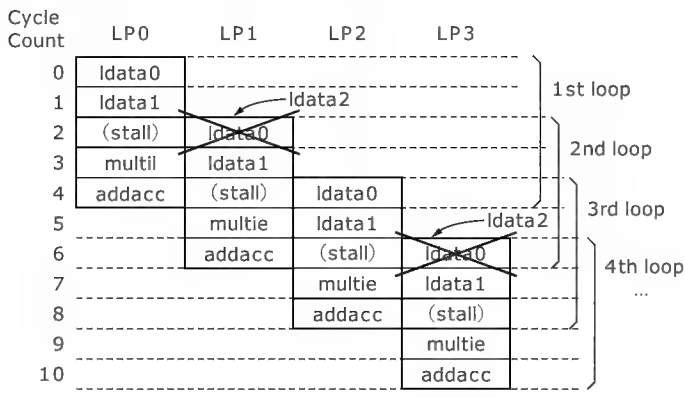 Cycle
Count LP0 LP1 LP2 LP3
0 ldata0
1 ldata1 ldata2 1st loop
2 (stall) ldata0
3 multil ldata1 2nd loop
4 addacc (stall) ldata0
5 multie ldata1 ldata2 3rd loop
6 addacc (stall) ldata0
7 multie ldata1 4th loop
...
8 addacc (stall)
9 multie
10 addacc